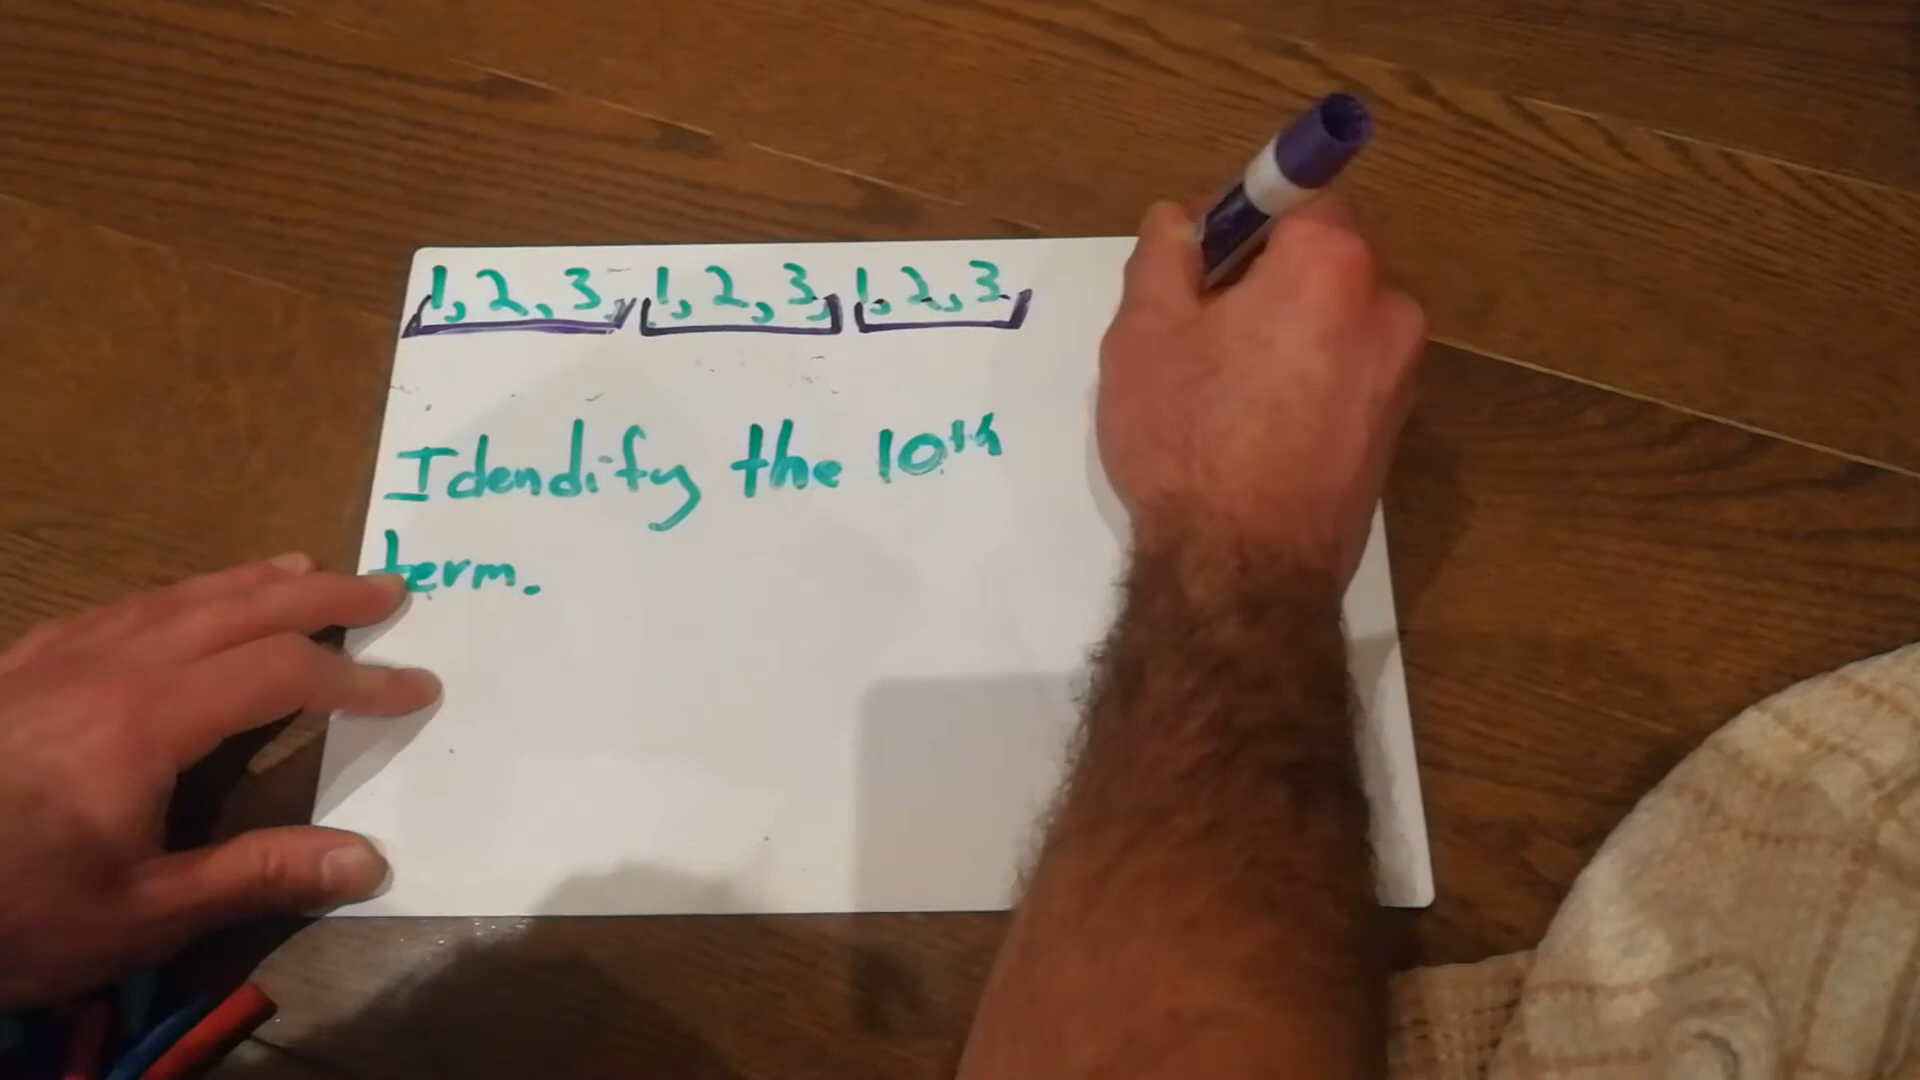 1, 2, 3, 1, 2, 3, 1, 2, 3
Idendify the 10th
term.